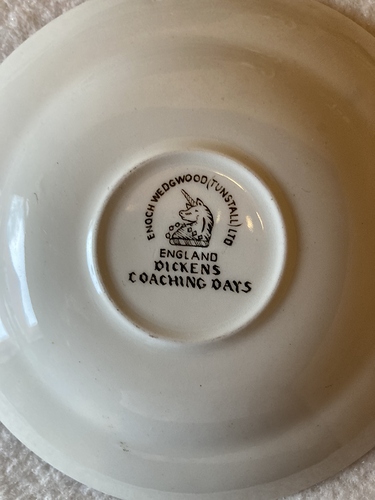 ENOCH WEDGWOOD (TUNSTALL) LTD
ENGLAND
DICKENS
COACHING DAYS